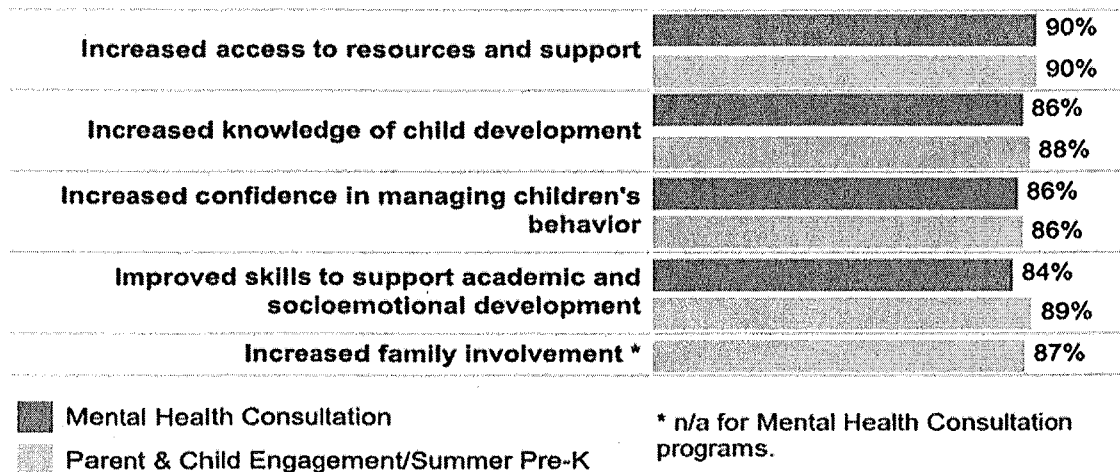 Increased access to resources and support
90%
90%
Increased knowledge of child development
86%
88%
Increased confidence in managing children's
behavior
86%
86%
Improved skills to support academic and
socioemotional development
84%
89%
Increased family involvement *
87%
Mental Health Consultation
Parent & Child Engagement/Summer Pre-K
* n/a for Mental Health Consultation
programs.